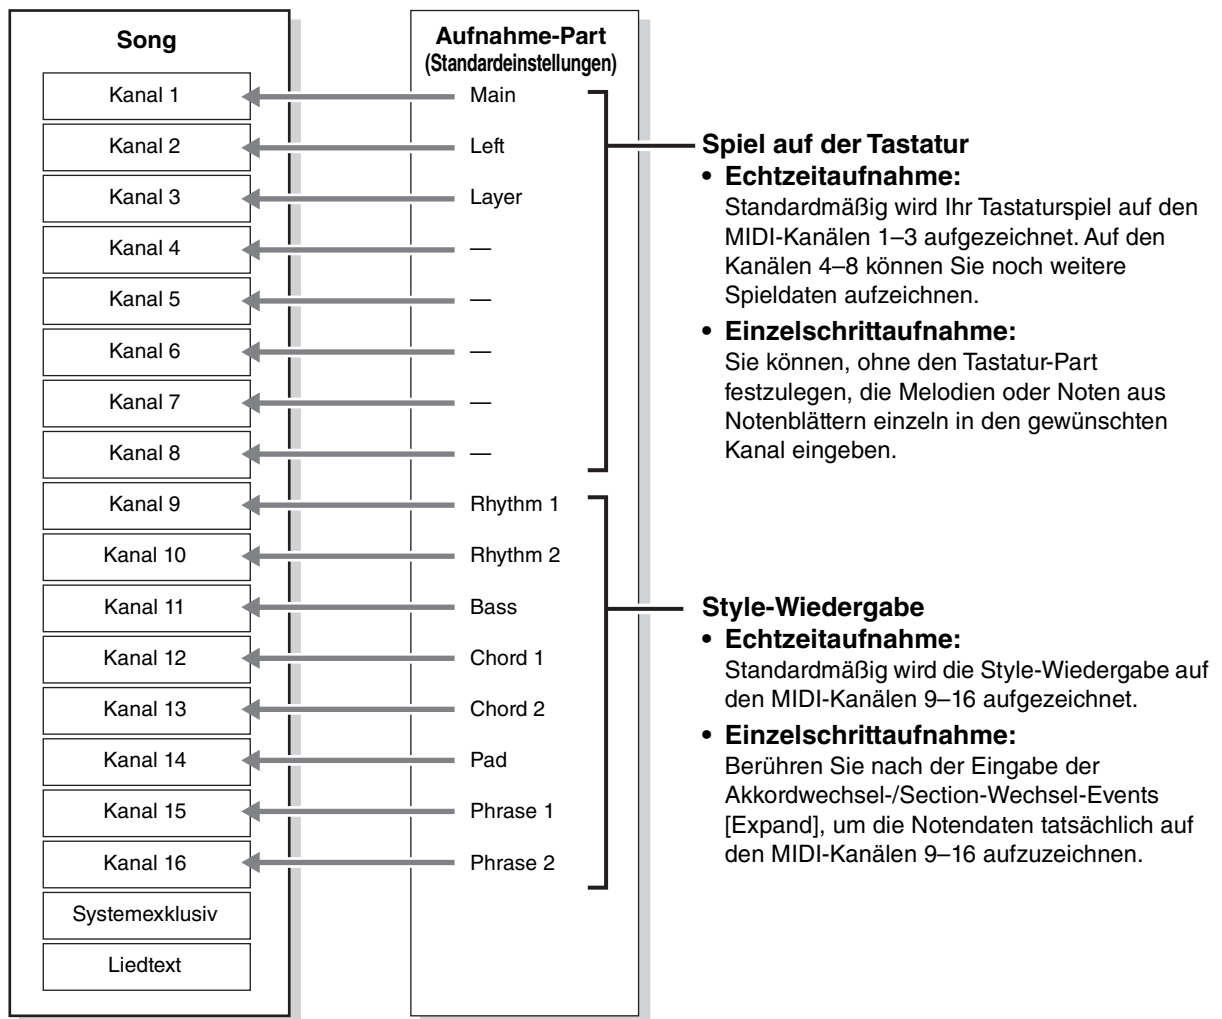 Song
Kanal 1
Kanal 2
Kanal 3
Kanal 4
Kanal 5
Kanal 6
Kanal 7
Kanal 8
Kanal 9
Kanal 10
Kanal 11
Kanal 12
Kanal 13
Kanal 14
Kanal 15
Kanal 16
Systemexklusiv
Liedtext
Aufnahme-Part
(Standardeinstellungen)
Main
Left
Layer
—
—
—
—
—
Rhythm 1
Rhythm 2
Bass
Chord 1
Chord 2
Pad
Phrase 1
Phrase 2
Spiel auf der Tastatur
• Echtzeitaufnahme:
Standardmäßig wird Ihr Tastaturspiel auf den
MIDI-Kanälen 1–3 aufgezeichnet. Auf den
Kanälen 4–8 können Sie noch weitere
Spieldaten aufzeichnen.
• Einzelschrittaufnahme:
Sie können, ohne den Tastatur-Part
festzulegen, die Melodien oder Noten aus
Notenblättern einzeln in den gewünschten
Kanal eingeben.
Style-Wiedergabe
• Echtzeitaufnahme:
Standardmäßig wird die Style-Wiedergabe auf
den MIDI-Kanälen 9–16 aufgezeichnet.
• Einzelschrittaufnahme:
Berühren Sie nach der Eingabe der
Akkordwechsel-/Section-Wechsel-Events
[Expand], um die Notendaten tatsächlich auf
den MIDI-Kanälen 9–16 aufzuzeichnen.